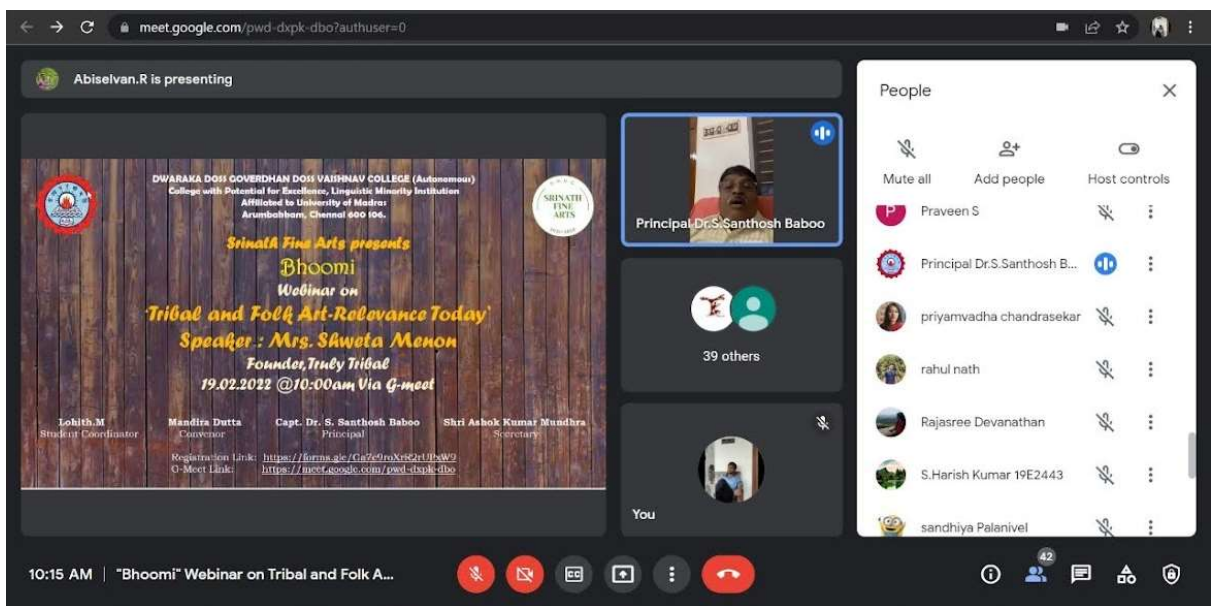 meet.google.com/pwd-dxpk-dbo?authuser=0
Abiselvan.R is presenting
DWARAKA DOSS GOVERDHAN DOSS VAISHNAV COLLEGE (Autonomous)
College with Potential for Excellence, Linguistic Minority Institution
Affiliated to University of Madras
Arumbakham, Chennai 600 106.
SRINATH
FINE
ARTS
Srinath Fine Arts presents
Bhoomi
Webinar on
'Tribal and Folk Art-Relevance Today'
Speaker : Mrs. Shweta Menon
Founder,Truly Tribal
19.02.2022 @10:00am Via G-meet
Lohith.M
Student Coordinator
Mandira Dutta
Convenor
Capt. Dr. S. Santhosh Baboo
Principal
Shri Ashok Kumar Mundhra
Secretary
Registration Link:
G-Meet Link: https://meet.google.com/pwd-dxpk-dbo
Principal Dr.S.Santhosh Baboo
39 others
You
People
Mute all
Add people
Host controls
P
Praveen S
Principal Dr.S.Santhosh B...
priyamvadha chandrasekar
rahul nath
Rajasree Devanathan
S.Harish Kumar 19E2443
sandhiya Palanivel
10:15 AM | "Bhoomi" Webinar on Tribal and Folk A...
CC
42